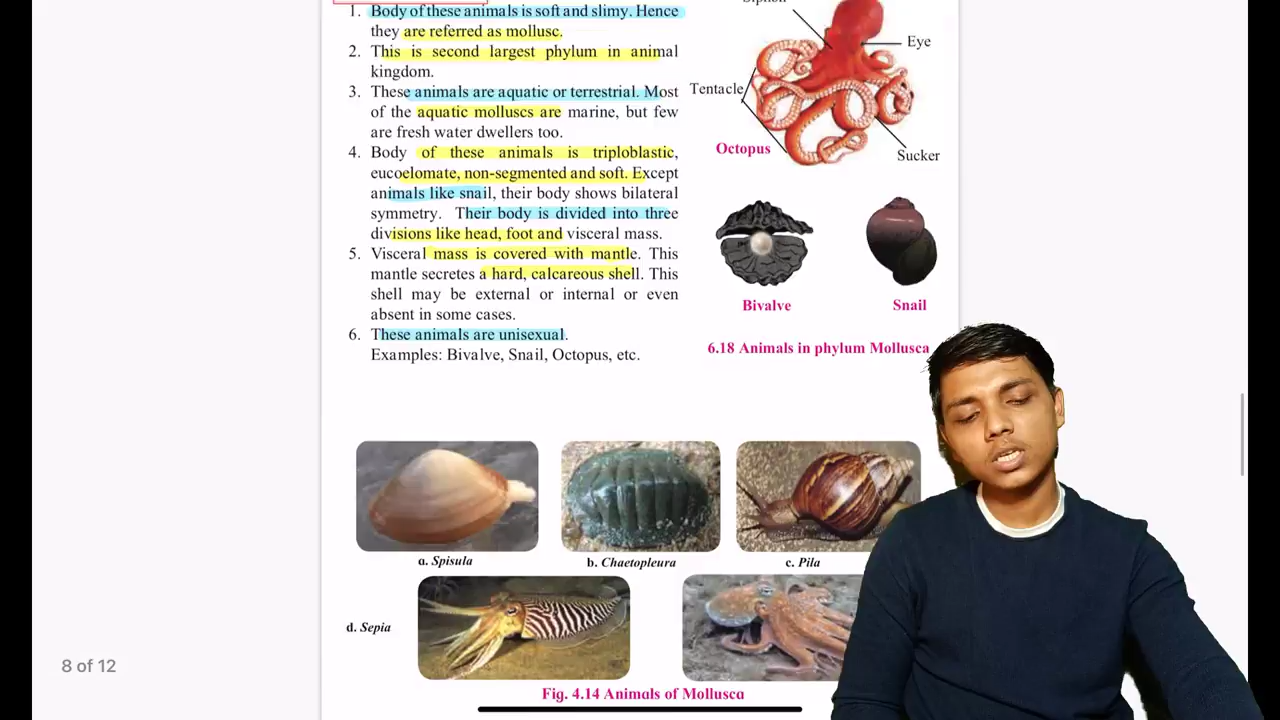 1. Body of these animals is soft and slimy. Hence
they are referred as mollusc.
2. This is second largest phylum in animal
kingdom.
3. These animals are aquatic or terrestrial. Most
of the aquatic molluscs are marine, but few
are fresh water dwellers too.
4. Body of these animals is triploblastic,
eucoelomate, non-segmented and soft. Except
animals like snail, their body shows bilateral
symmetry. Their body is divided into three
divisions like head, foot and visceral mass.
5. Visceral mass is covered with mantle. This
mantle secretes a hard, calcareous shell. This
shell may be external or internal or even
absent in some cases.
6. These animals are unisexual.
Examples: Bivalve, Snail, Octopus, etc.
Eye
Tentacle
Octopus
Sucker
Bivalve
Snail
6.18 Animals in phylum Mollusca
a. Spisula
b. Chaetopleura
c. Pila
d. Sepia
Fig. 4.14 Animals of Mollusca
8 of 12